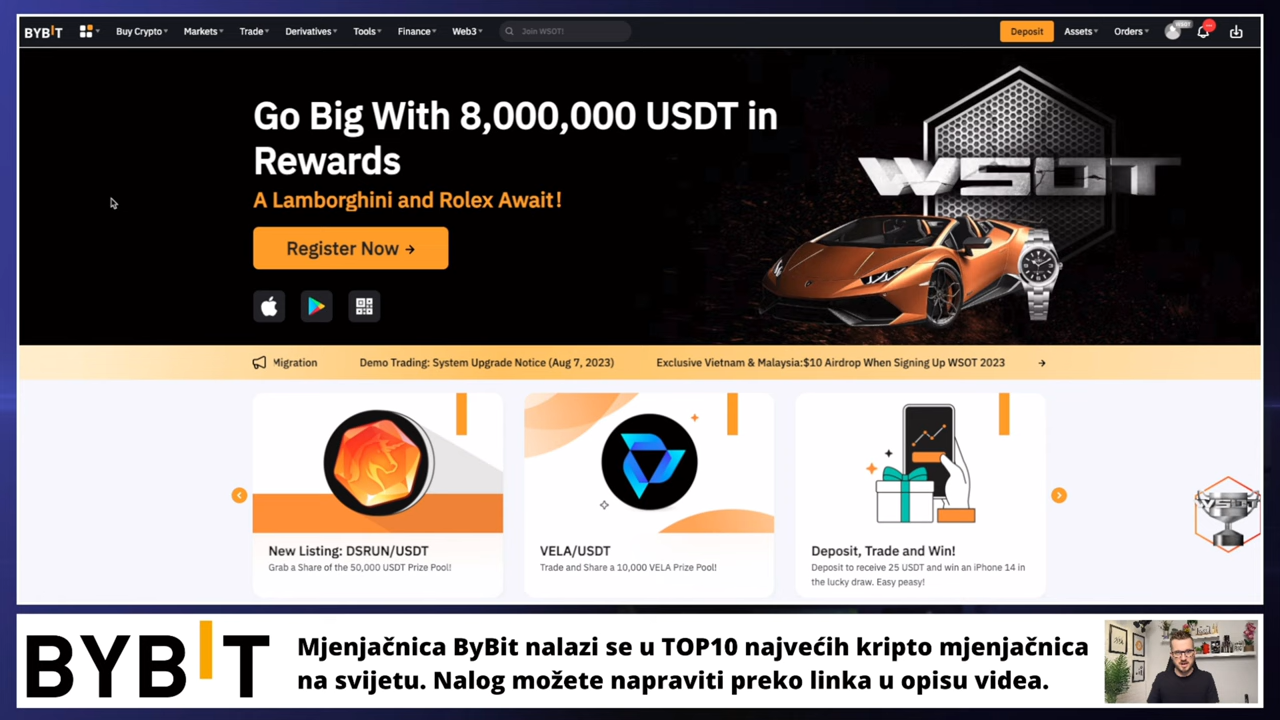 BYBIT Buy Crypto Markets Trade Derivatives Tools Finance Web3 Join WSOT! Deposit Assets Orders
Go Big With 8,000,000 USDT in
Rewards
A Lamborghini and Rolex Await!
Register Now →
WSOT
Migration Demo Trading: System Upgrade Notice (Aug 7, 2023) Exclusive Vietnam & Malaysia:$10 Airdrop When Signing Up WSOT 2023 →
New Listing: DSRUN/USDT
Grab a Share of the 50,000 USDT Prize Pool!
VELA/USDT
Trade and Share a 10,000 VELA Prize Pool!
Deposit, Trade and Win!
Deposit to receive 25 USDT and win an iPhone 14 in
the lucky draw. Easy peasy!
WSOT
BYBIT
Mjenjačnica ByBit nalazi se u TOP10 najvećih kripto mjenjačnica
na svijetu. Nalog možete napraviti preko linka u opisu videa.